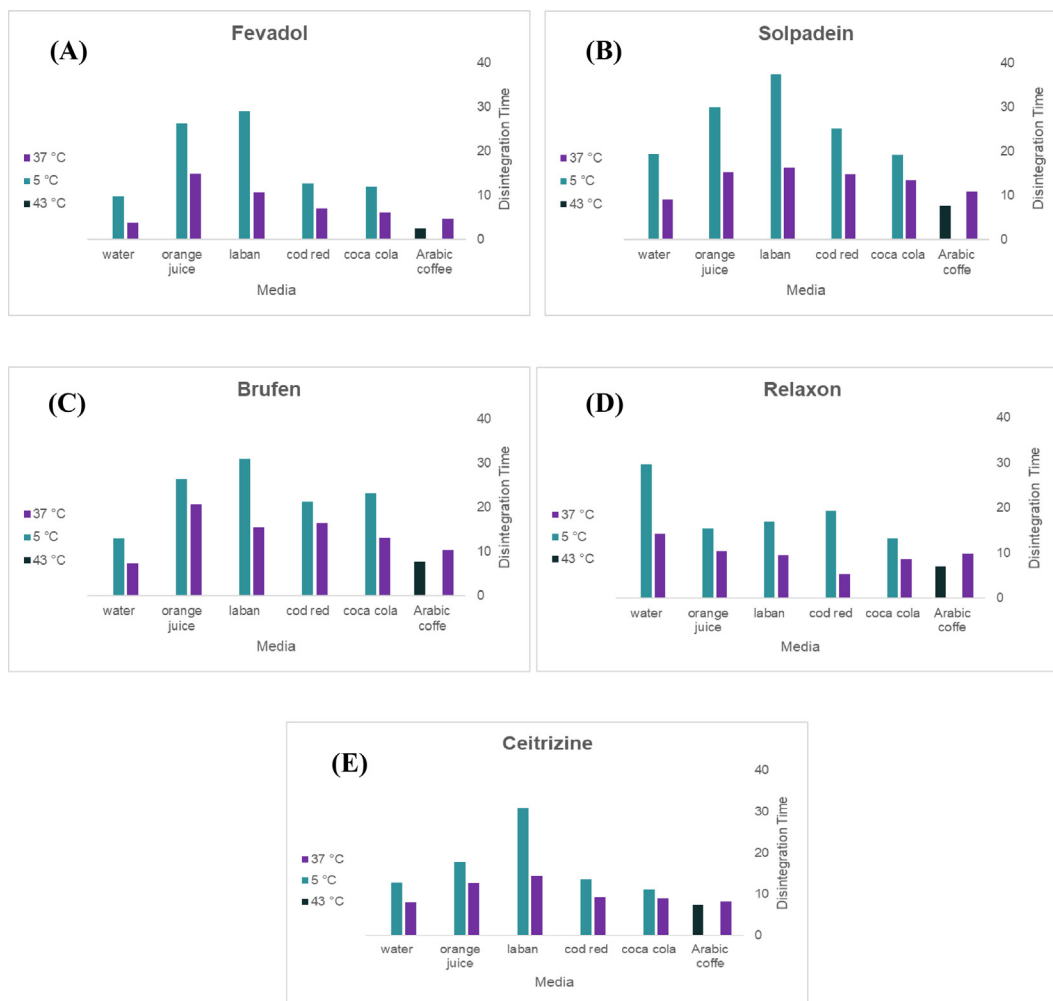 (A)
Fevadol
40
30
20
10
0
Disintegration Time
37 °C
5 °C
43 °C
water
orange juice
laban
cod red
coca cola
Arabic coffee
Media
(B)
Solpadein
40
30
20
10
0
Disintegration Time
37 °C
5 °C
43 °C
water
orange juice
laban
cod red
coca cola
Arabic coffe
Media
(C)
Brufen
40
30
20
10
0
Disintegration Time
37 °C
5 °C
43 °C
water
orange juice
laban
cod red
coca cola
Arabic coffe
Media
(D)
Relaxon
40
30
20
10
0
Disintegration Time
37 °C
5 °C
43 °C
water
orange juice
laban
cod red
coca cola
Arabic coffe
Media
(E)
Ceitrizine
40
30
20
10
0
Disintegration Time
37 °C
5 °C
43 °C
water
orange juice
laban
cod red
coca cola
Arabic coffe
Media